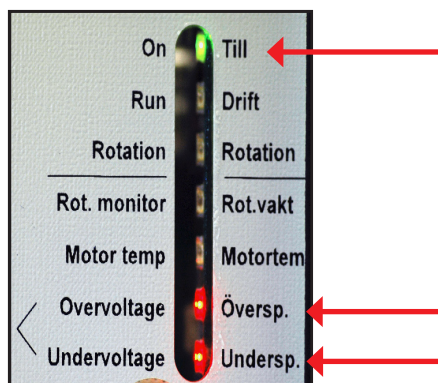 On Till
Run Drift
Rotation Rotation
Rot. monitor Rot.vakt
Motor temp Motortem
Overvoltage Översp.
Undervoltage Undersp.